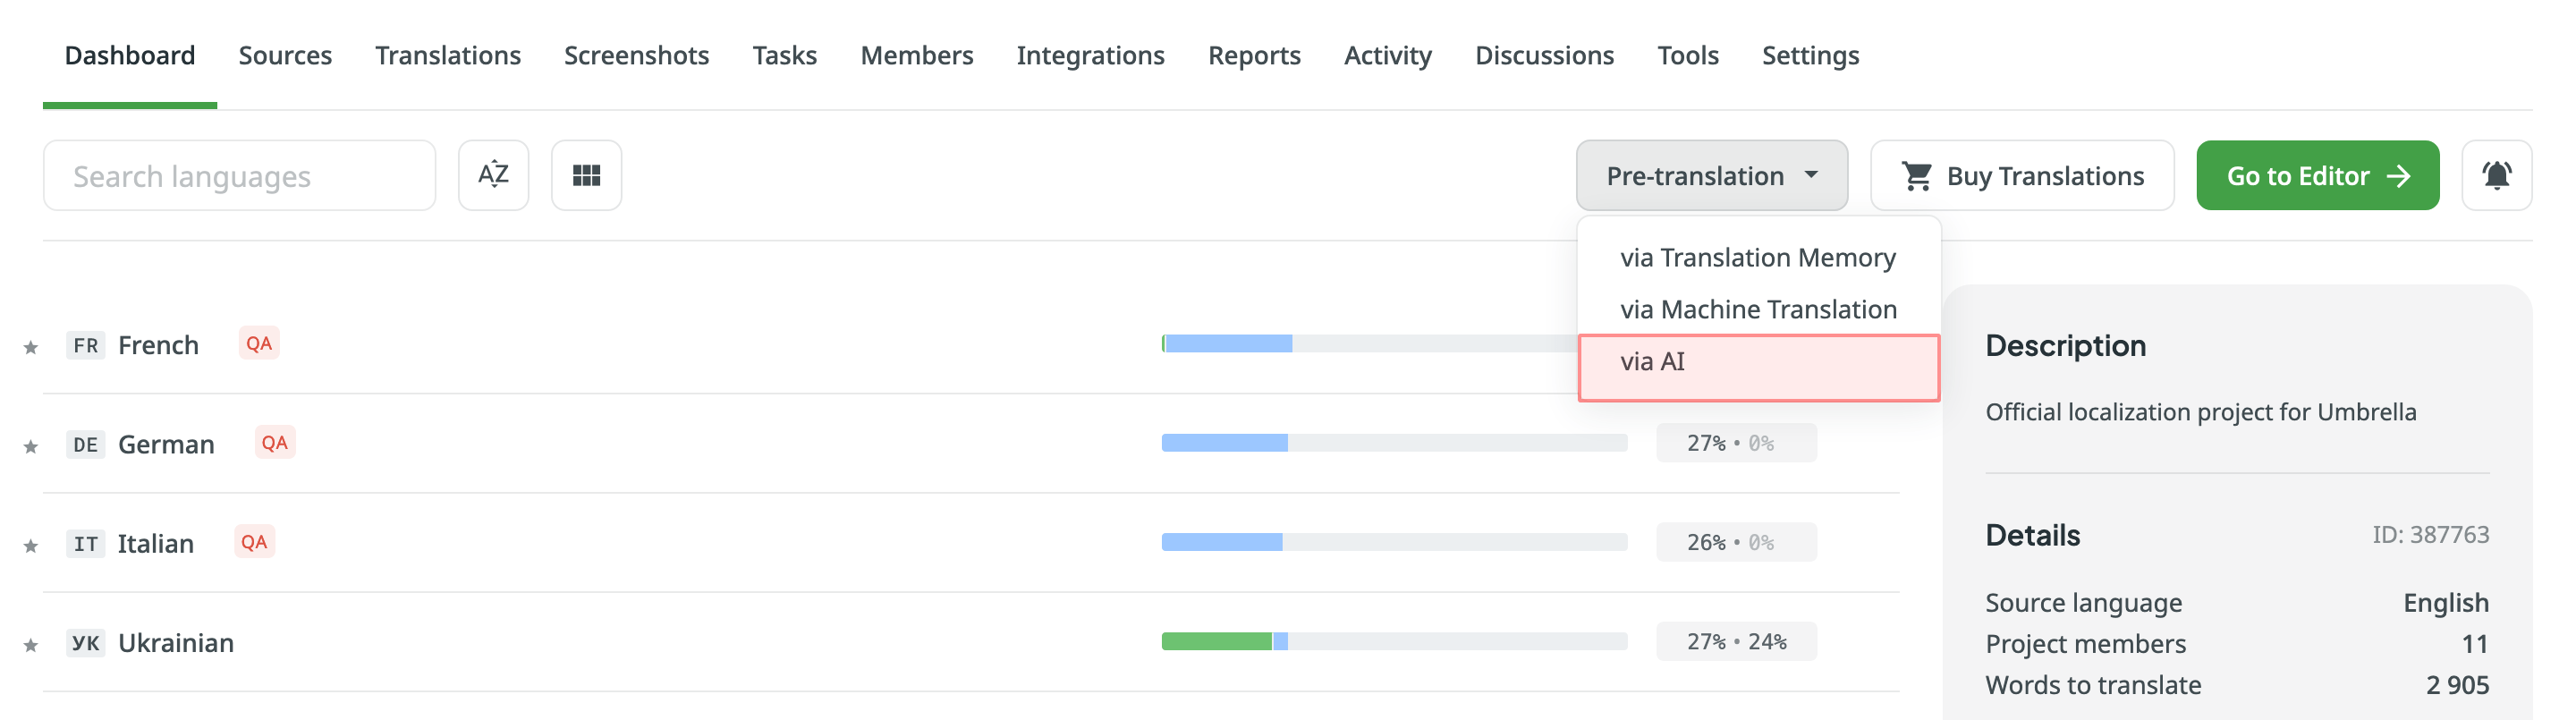 Dashboard Sources Translations Screenshots Tasks Members Integrations Reports Activity Discussions Tools Settings
Search languages AZ Pre-translation Buy Translations Go to Editor
via Translation Memory
via Machine Translation
via AI
FR French QA
DE German QA 27% • 0%
IT Italian QA 26% • 0%
УК Ukrainian 27% • 24%
Description
Official localization project for Umbrella
Details ID: 387763
Source language English
Project members 11
Words to translate 2 905